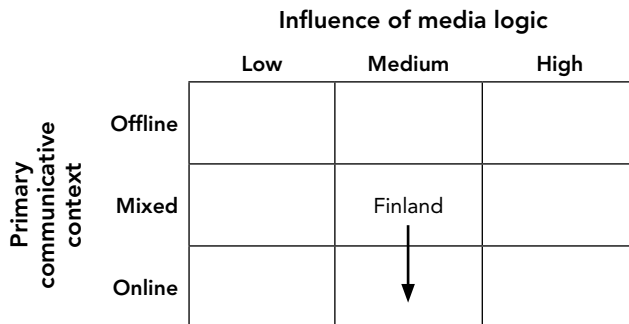 Influence of media logic
Low Medium High
Primary
communicative
context
Offline
Mixed Finland
Online